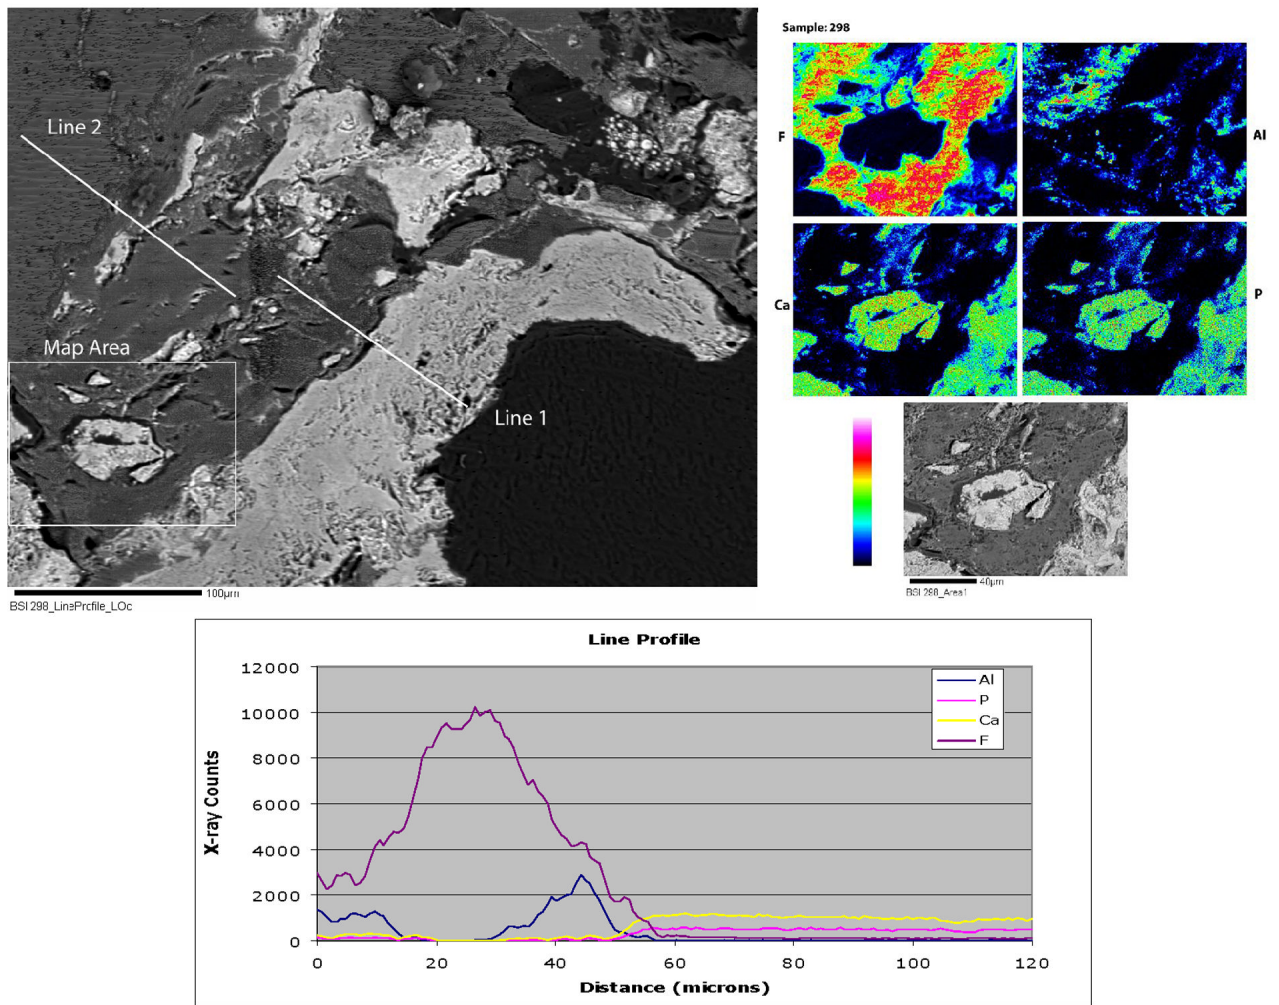 Line 2
Map Area
Line 1
100µm
BSI 298_LineProfile_LOc
Sample: 298
F
Al
Ca
P
40µm
BSI 298_Area1
Line Profile
12000
10000
8000
6000
4000
2000
0
X-ray Counts
Al
P
Ca
F
0 20 40 60 80 100 120
Distance (microns)